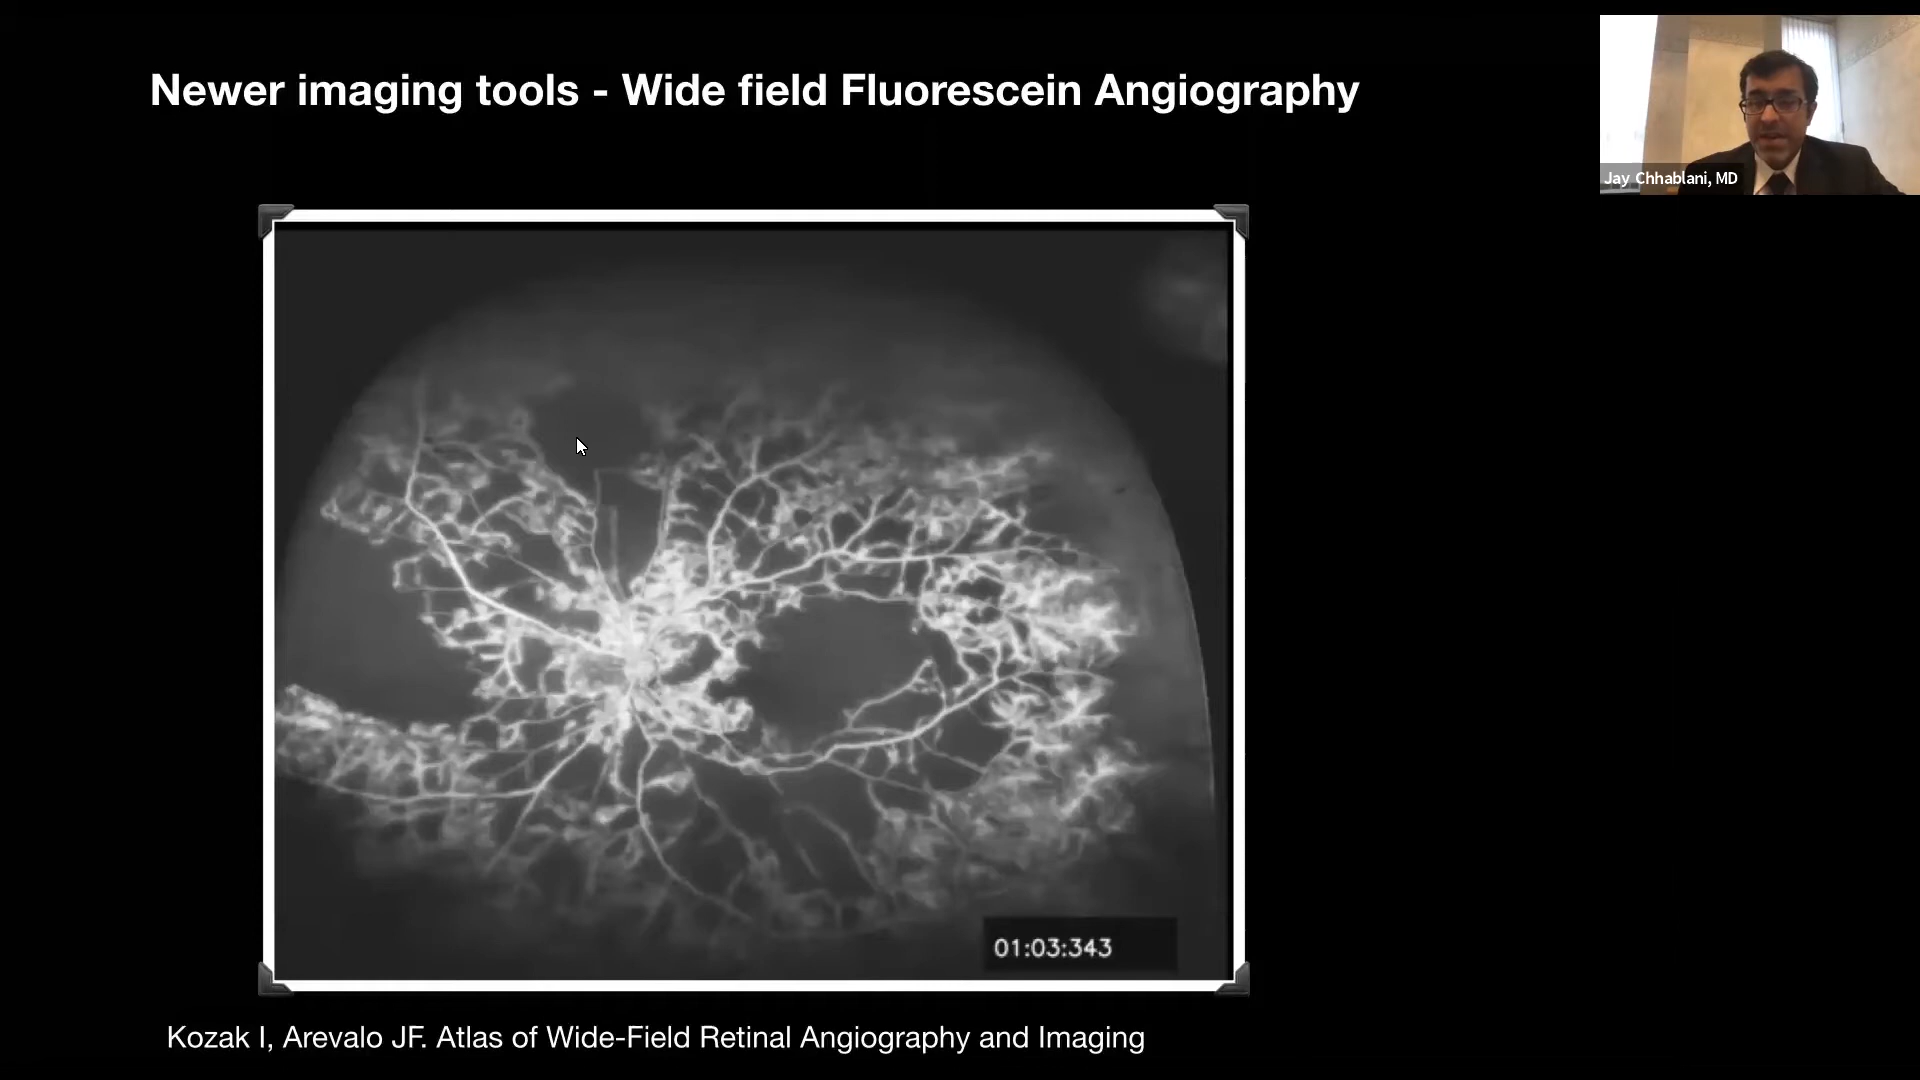 Newer imaging tools - Wide field Fluorescein Angiography
Jay Chhablani, MD
01:03:343
Kozak I, Arevalo JF. Atlas of Wide-Field Retinal Angiography and Imaging